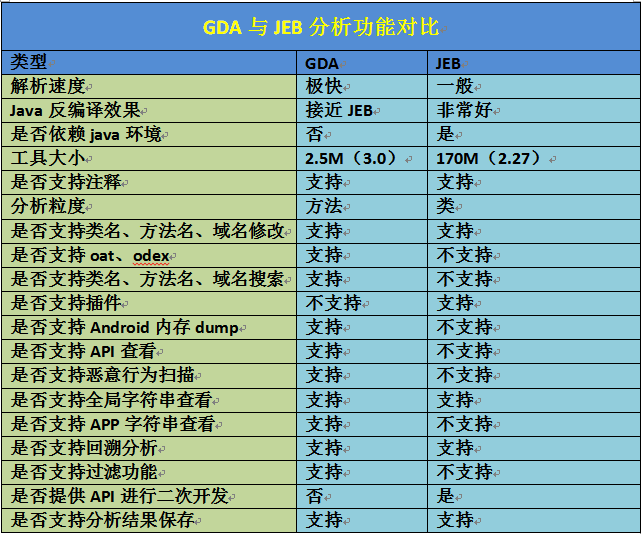 GDA 与 JEB 分析功能对比
类型 GDA JEB
解析速度 极快 一般
Java 反编译效果 接近 JEB 非常好
是否依赖 java 环境 否 是
工具大小 2.5M（3.0） 170M（2.27）
是否支持注释 支持 支持
分析粒度 方法 类
是否支持类名、方法名、域名修改 支持 支持
是否支持 oat、odex 支持 不支持
是否支持类名、方法名、域名搜索 支持 不支持
是否支持插件 不支持 支持
是否支持 Android 内存 dump 支持 不支持
是否支持 API 查看 支持 不支持
是否支持恶意行为扫描 支持 不支持
是否支持全局字符串查看 支持 支持
是否支持 APP 字符串查看 支持 不支持
是否支持回溯分析 支持 支持
是否支持过滤功能 支持 不支持
是否提供 API 进行二次开发 否 是
是否支持分析结果保存 支持 支持